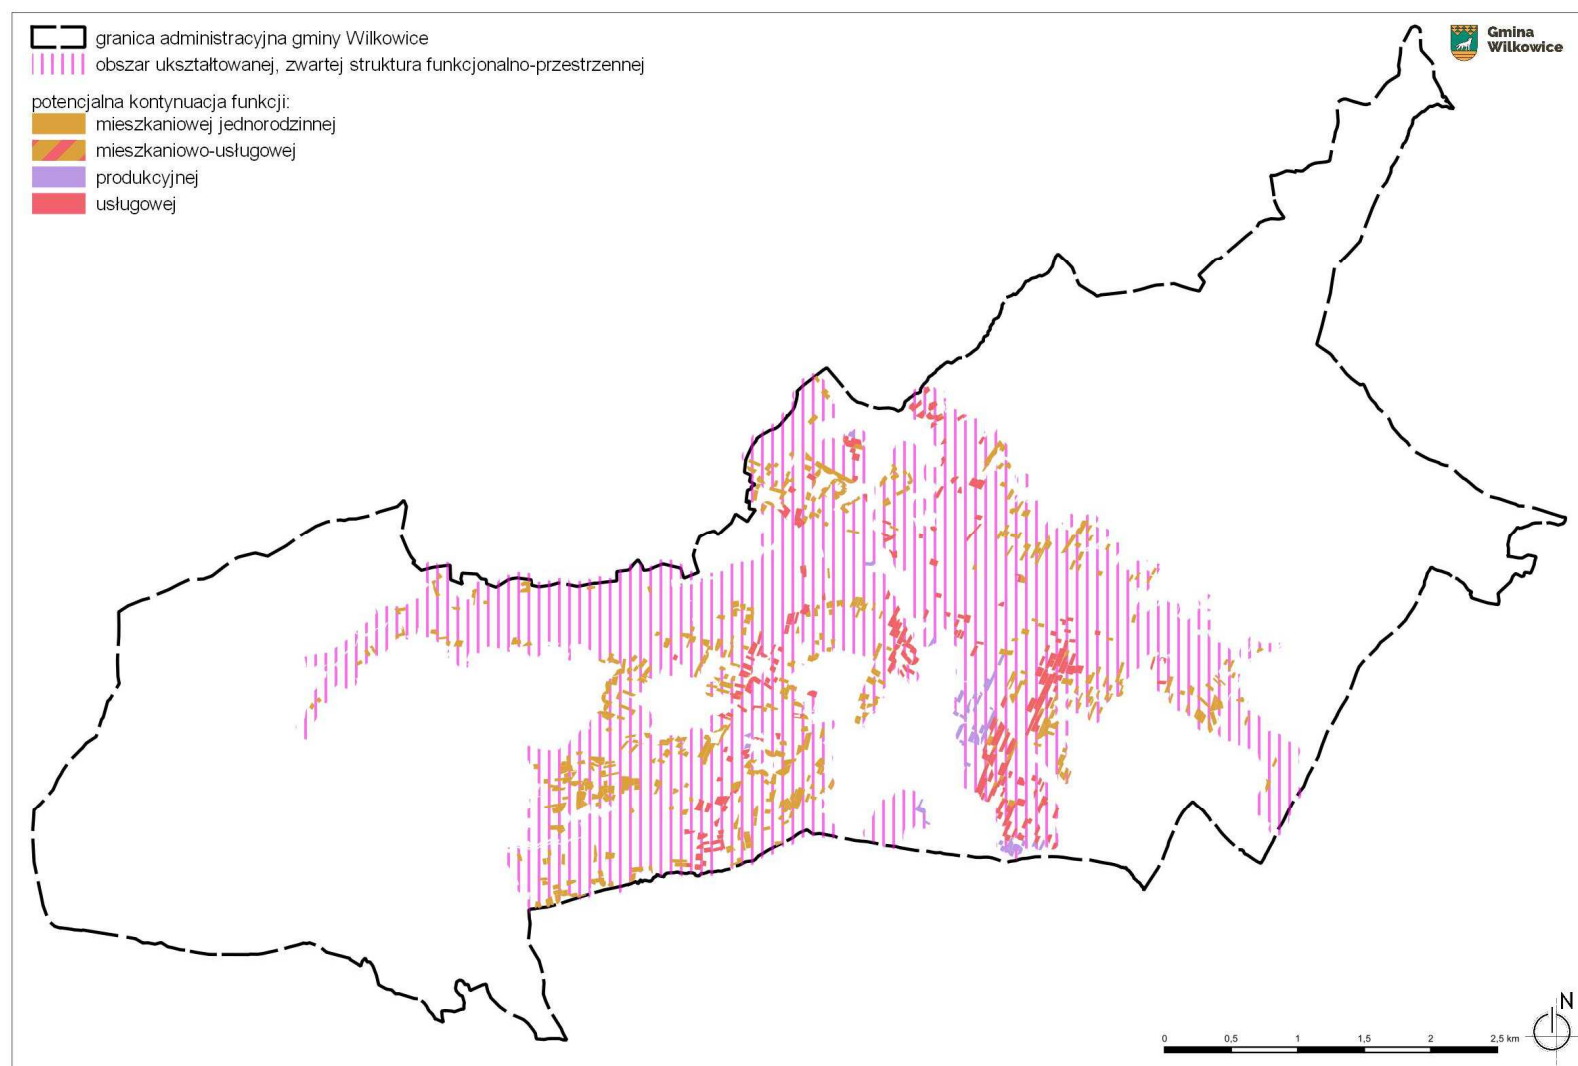 granica administracyjna gminy Wilkowice
obszar ukształtowanej, zwartej struktura funkcjonalno-przestrzennej
potencjalna kontynuacja funkcji:
mieszkaniowej jednorodzinnej
mieszkaniowo-usługowej
produkcyjnej
usługowej
Gmina
Wilkowice
N
0 0,5 1 1,5 2 2,5 km